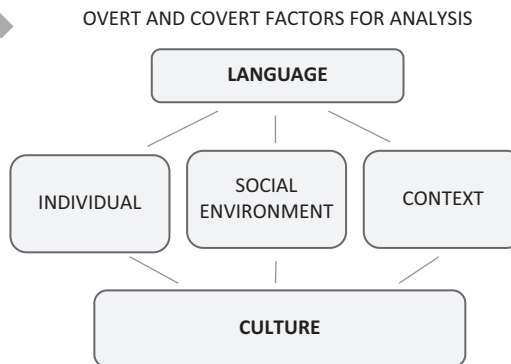 OVERT AND COVERT FACTORS FOR ANALYSIS
LANGUAGE
INDIVIDUAL
SOCIAL
ENVIRONMENT
CONTEXT
CULTURE